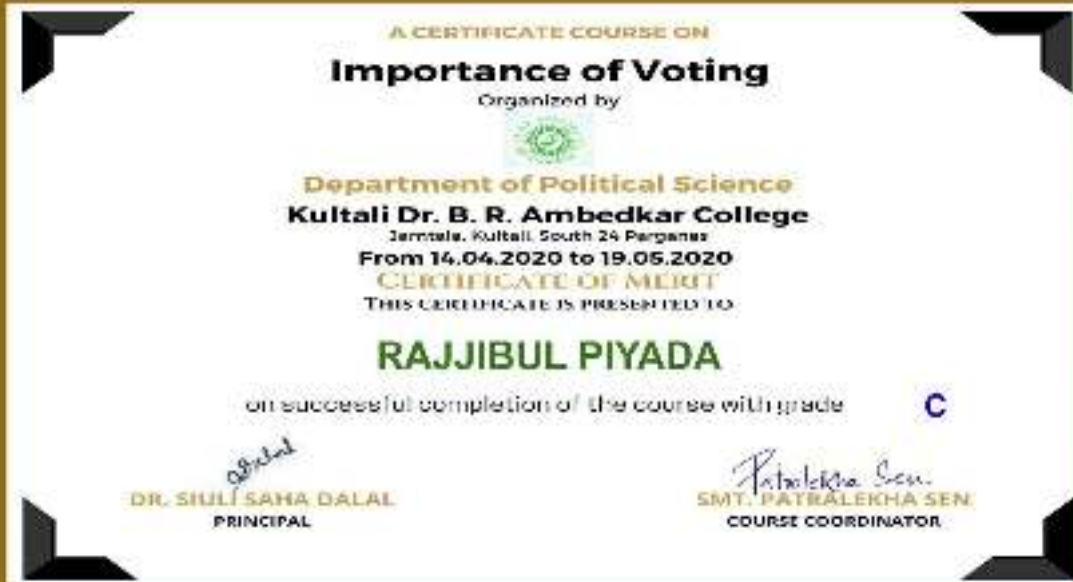 A CERTIFICATE COURSE ON
Importance of Voting
Organized by
Department of Political Science
Kultali Dr. B. R. Ambedkar College
Jamtala, Kultali, South 24 Parganas
From 14.04.2020 to 19.05.2020
CERTIFICATE OF MERIT
THIS CERTIFICATE IS PRESENTED TO
RAJJIBUL PIYADA
on successful completion of the course with grade C
Patralekha Sen.
DR. SIULI SAHA DALAL
SMT. PATRALEKHA SEN
PRINCIPAL
COURSE COORDINATOR